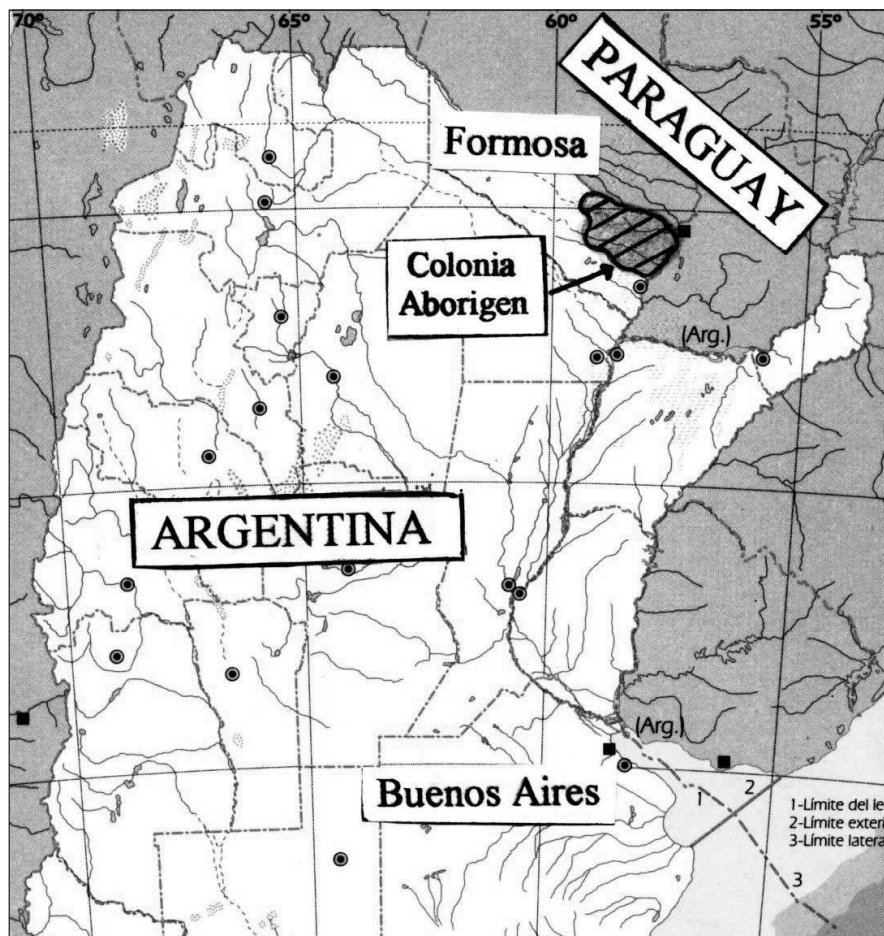 70°
65°
60°
55°
PARAGUAY
Formosa
Colonia
Aborigen
(Arg.)
ARGENTINA
(Arg.)
Buenos Aires
1
2
1-Límite del le
2-Límite exteri
3-Límite latera
3